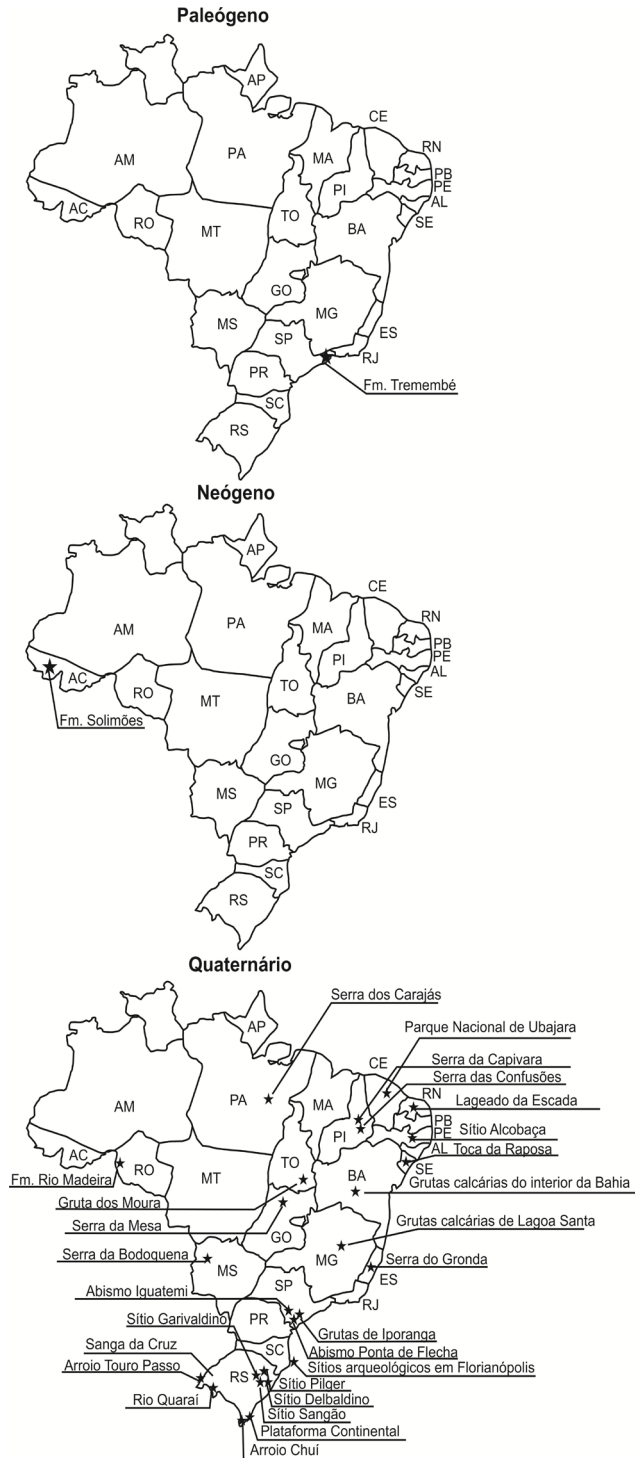 Paleógeno
AP
CE
RN
AM
PA
MA
PB
PI
PE
AL
AC
RO
TO
SE
MT
BA
GO
MG
MS
ES
SP
RJ
PR
Fm. Tremembé
SC
RS
Neógeno
AP
CE
RN
AM
PA
MA
PB
PI
PE
AL
AC
RO
TO
SE
MT
BA
Fm. Solimões
GO
MG
MS
ES
SP
RJ
PR
SC
RS
Quaternário
Serra dos Carajás
AP
Parque Nacional de Ubajara
CE
Serra da Capivara
Serra das Confusões
RN
Lageado da Escada
AM
PA
MA
PB
PI
PE
Sítio Alcobaça
AL
Toca da Raposa
AC
RO
TO
SE
MT
BA
Fm. Rio Madeira
Grutas calcárias do interior da Bahia
Gruta dos Moura
Serra da Mesa
Grutas calcárias de Lagoa Santa
GO
MG
Serra da Bodoquena
Serra do Gronda
MS
ES
Abismo Iguatemi
SP
RJ
Sítio Garivaldino
PR
Grutas de Iporanga
Abismo Ponta de Flecha
Sanga da Cruz
SC
Sítios arqueológicos em Florianópolis
Arroio Touro Passo
RS
Sítio Pilger
Rio Quaraí
Sítio Delbaldino
Sítio Sangão
Plataforma Continental
Arroio Chuí